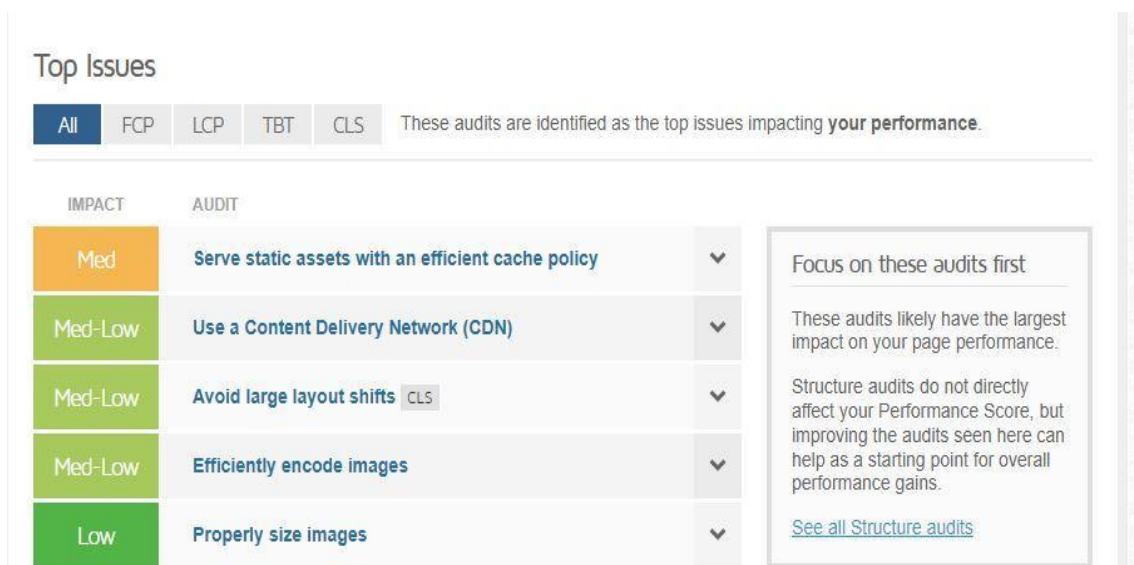 Top Issues
All FCP LCP TBT CLS These audits are identified as the top issues impacting your performance.
IMPACT AUDIT
Med Serve static assets with an efficient cache policy
Med-Low Use a Content Delivery Network (CDN)
Med-Low Avoid large layout shifts CLS
Med-Low Efficiently encode images
Low Properly size images
Focus on these audits first
These audits likely have the largest
impact on your page performance.
Structure audits do not directly
affect your Performance Score, but
improving the audits seen here can
help as a starting point for overall
performance gains.
See all Structure audits